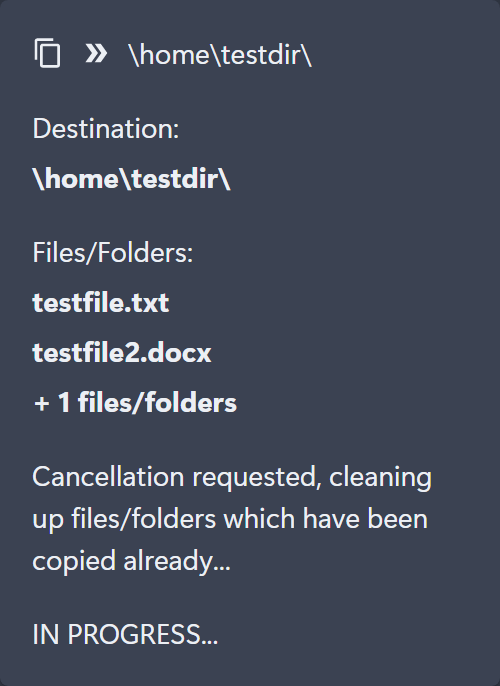 \home\testdir\
Destination:
\home\testdir\
Files/Folders:
testfile.txt
testfile2.docx
+ 1 files/folders
Cancellation requested, cleaning
up files/folders which have been
copied already...
IN PROGRESS...